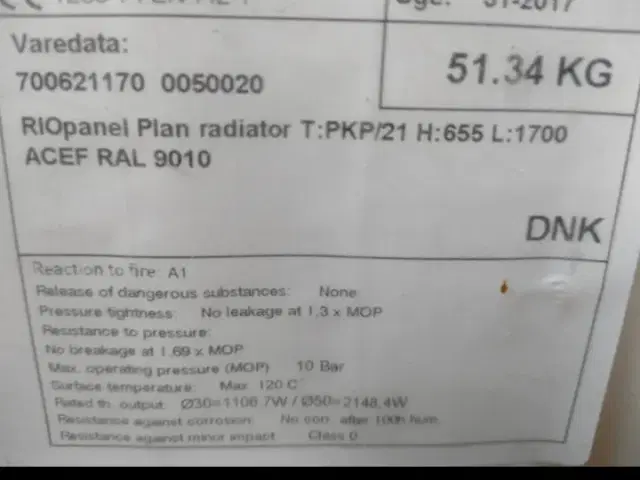 31-2017
Varedata:
700621170 0050020
51.34 KG
RIOpanel Plan radiator T:PKP/21 H:655 L:1700
ACEF RAL 9010
DNK
Reaction to fire: A1
Release of dangerous substances: None
Pressure tightness: No leakage at 1,3 x MOP
Resistance to pressure:
No breakage at 1,69 x MOP
Max. operating pressure (MOP) 10 Bar
Surface temperature: Max 120 C
Rated th. output: Ø30=1106.7W / Ø50=2148.4W
Resistance against corrosion: No corr. after 100h hum.
Resistance against minor impact: Class 0